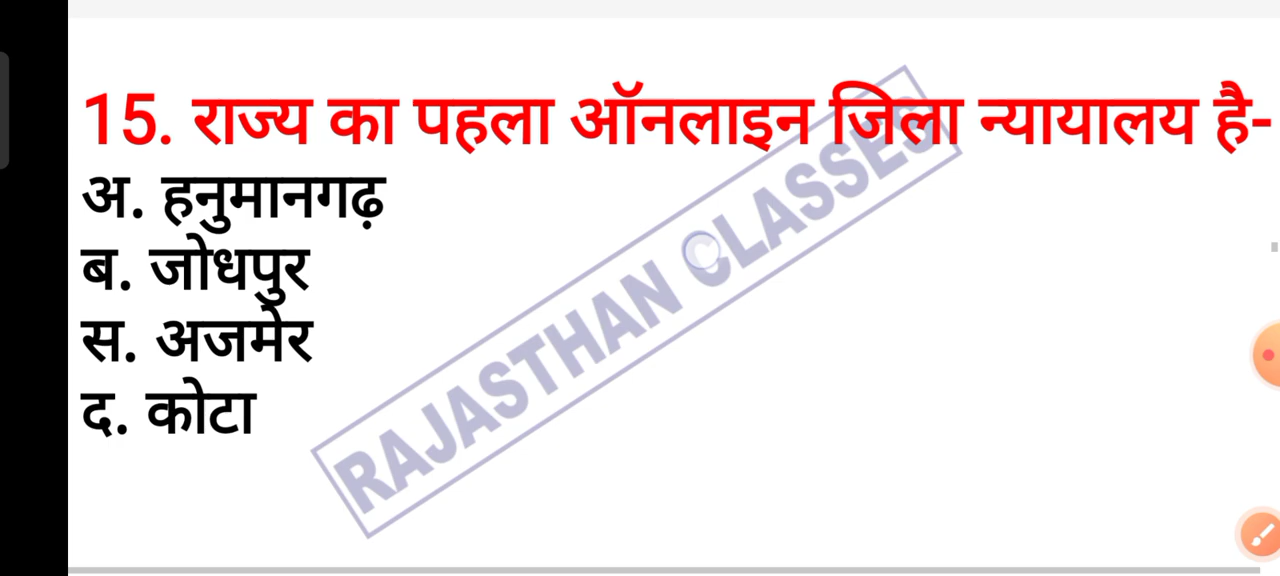 15. राज्य का पहला ऑनलाइन जिला न्यायालय है-
अ. हनुमानगढ़
ब. जोधपुर
स. अजमेर
द. कोटा
RAJASTHAN CLASSES